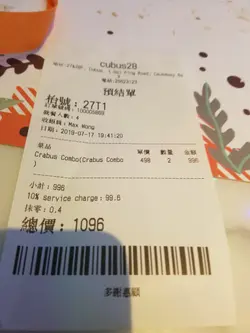 cubus28
預結單
檯號：27T1
就餐人數：4
收銀員：Max Wong
日期：2019-07-17 19:41:20
菜品 單價 數量 金額
Crabus Combo(Crabus Combo 498 2 996
)
小計：996
10% service charge：99.6
抹零：0.4
總價：1096
多謝惠顧